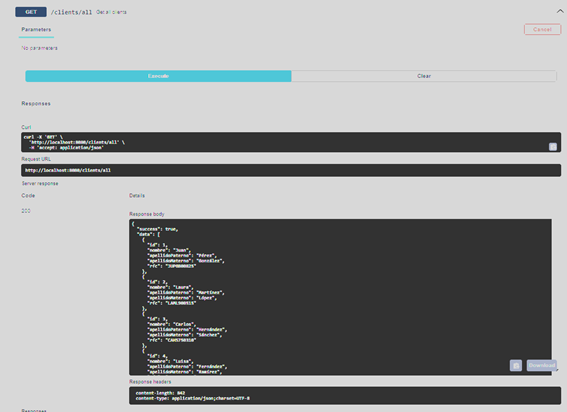 GET /clients/all Get all clients
Parameters
Cancel
No parameters
Execute
Clear
Responses
Curl
curl -X 'GET' \
'http://localhost:8080/clients/all' \
-H 'accept: application/json'
Request URL
http://localhost:8080/clients/all
Server response
Code
Details
200
Response body
{
"success": true,
"data": [
{
"id": 1,
"nombre": "Juan",
"apellidoPaterno": "Pérez",
"apellidoMaterno": "González",
"rfc":
},
{
"id": 2,
"nombre": "Laura",
"apellidoPaterno": "Martínez",
"apellidoMaterno": "López",
"rfc":
},
{
"id": 3,
"nombre": "Carlos",
"apellidoPaterno": "Hernández",
"apellidoMaterno": "Sánchez",
"rfc":
},
{
"id": 4,
"nombre": "Luisa",
"apellidoPaterno": "Fernández",
"apellidoMaterno": "Ramírez",
Download
Response headers
content-length: 842
content-type: application/json;charset=UTF-8
Responses